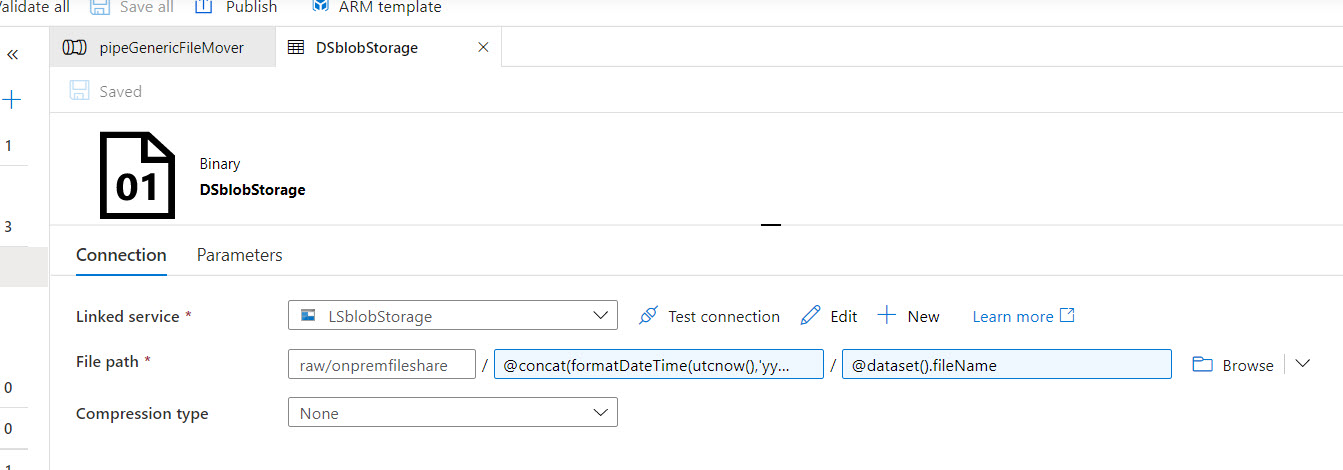 Validate all Save all Publish ARM template
pipeGenericFileMover DSblobStorage
Saved
1
01
Binary
DSblobStorage
3
Connection Parameters
Linked service * LSblobStorage Test connection Edit New Learn more
File path * raw/onpremfileshare / @concat(formatDateTime(utcnow(),'yy... / @dataset().fileName Browse
0
Compression type None
0
1